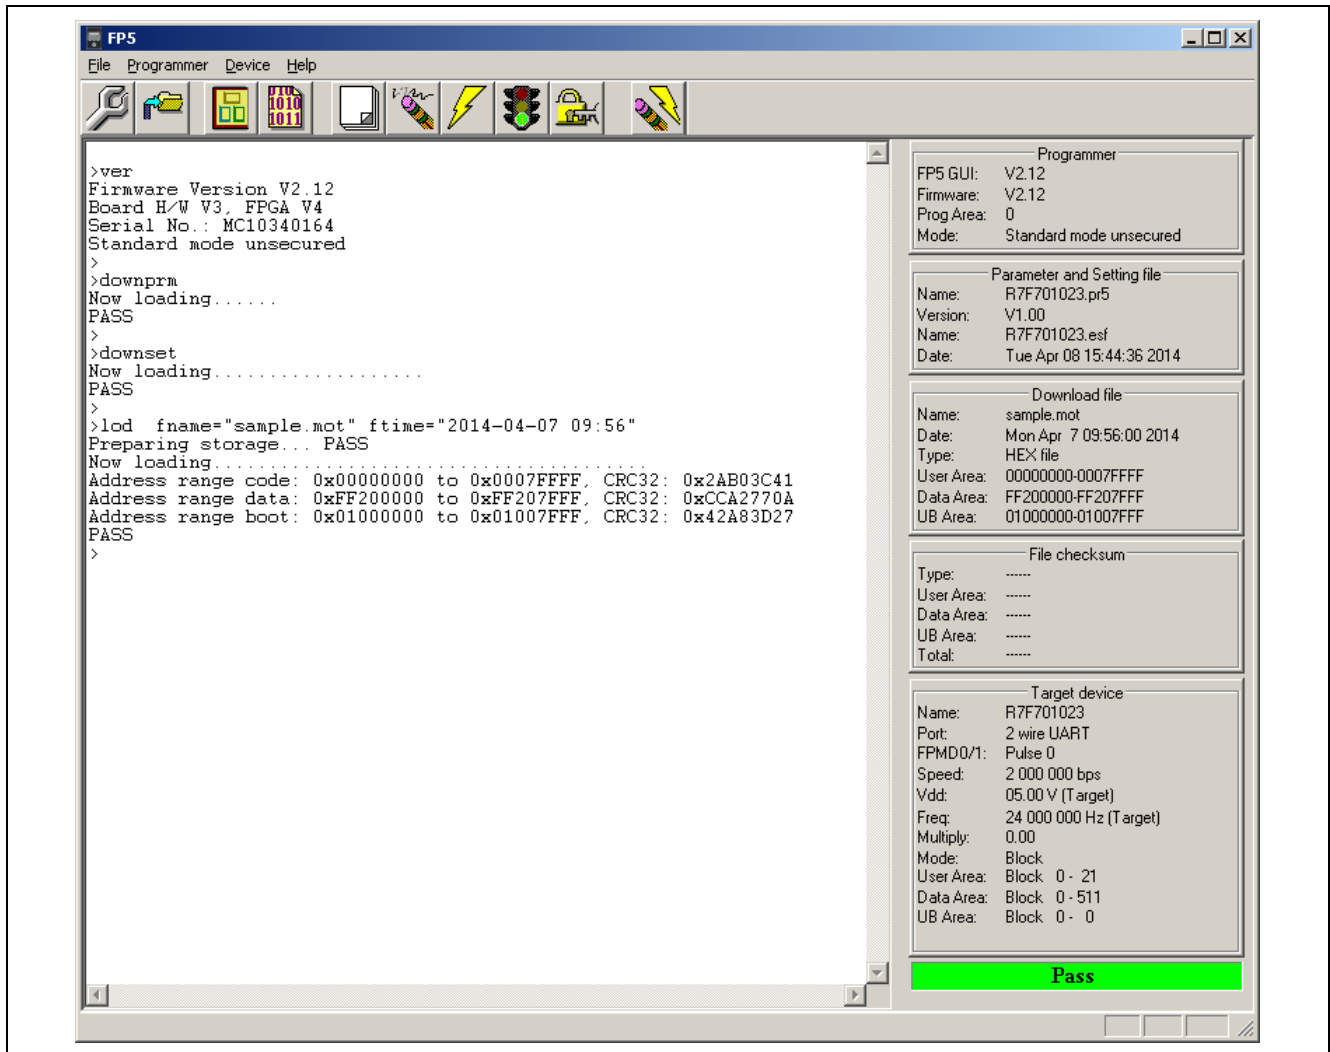 FP5
File Programmer Device Help
>ver
Firmware Version V2.12
Board H/W V3, FPGA V4
Serial No.: MC10340164
Standard mode unsecured
>
>downprm
Now loading......
PASS
>
>downset
Now loading...................
PASS
>
>lod  fname="sample.mot" ftime="2014-04-07 09:56"
Preparing storage... PASS
Now loading.......................................
Address range code: 0x00000000 to 0x0007FFFF, CRC32: 0x2AB03C41
Address range data: 0xFF200000 to 0xFF207FFF, CRC32: 0xCCA2770A
Address range boot: 0x01000000 to 0x01007FFF, CRC32: 0x42A83D27
PASS
>
Programmer
FP5 GUI: V2.12
Firmware: V2.12
Prog Area: 0
Mode: Standard mode unsecured
Parameter and Setting file
Name: R7F701023.pr5
Version: V1.00
Name: R7F701023.esf
Date: Tue Apr 08 15:44:36 2014
Download file
Name: sample.mot
Date: Mon Apr 7 09:56:00 2014
Type: HEX file
User Area: 00000000-0007FFFF
Data Area: FF200000-FF207FFF
UB Area: 01000000-01007FFF
File checksum
Type: ------
User Area: ------
Data Area: ------
UB Area: ------
Total: ------
Target device
Name: R7F701023
Port: 2 wire UART
FPMD0/1: Pulse 0
Speed: 2 000 000 bps
Vdd: 05.00 V (Target)
Freq: 24 000 000 Hz (Target)
Multiply: 0.00
Mode: Block
User Area: Block 0 - 21
Data Area: Block 0 - 511
UB Area: Block 0 - 0
Pass